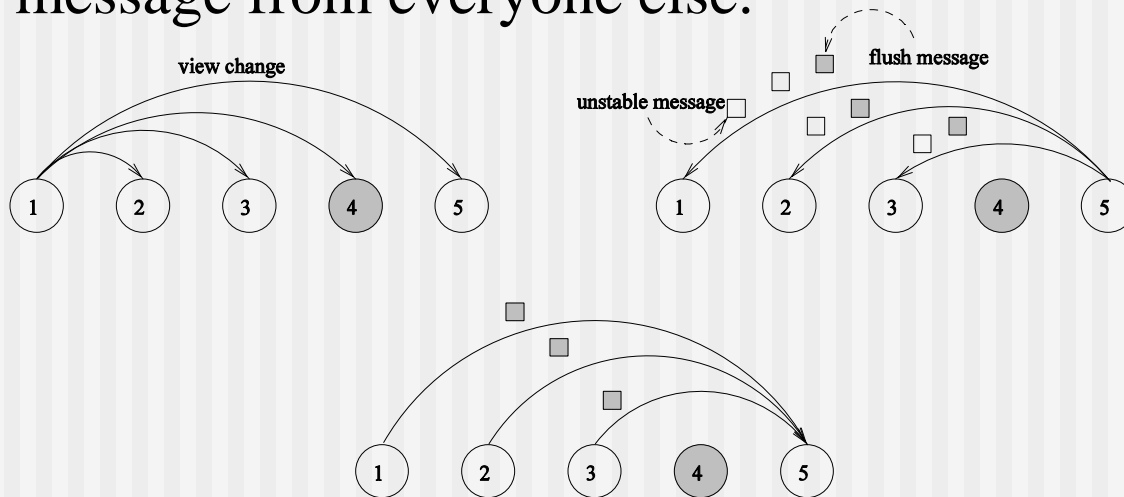 message from everyone else.
view change
flush message
unstable message
1 2 3 4 5
1 2 3 4 5
1 2 3 4 5